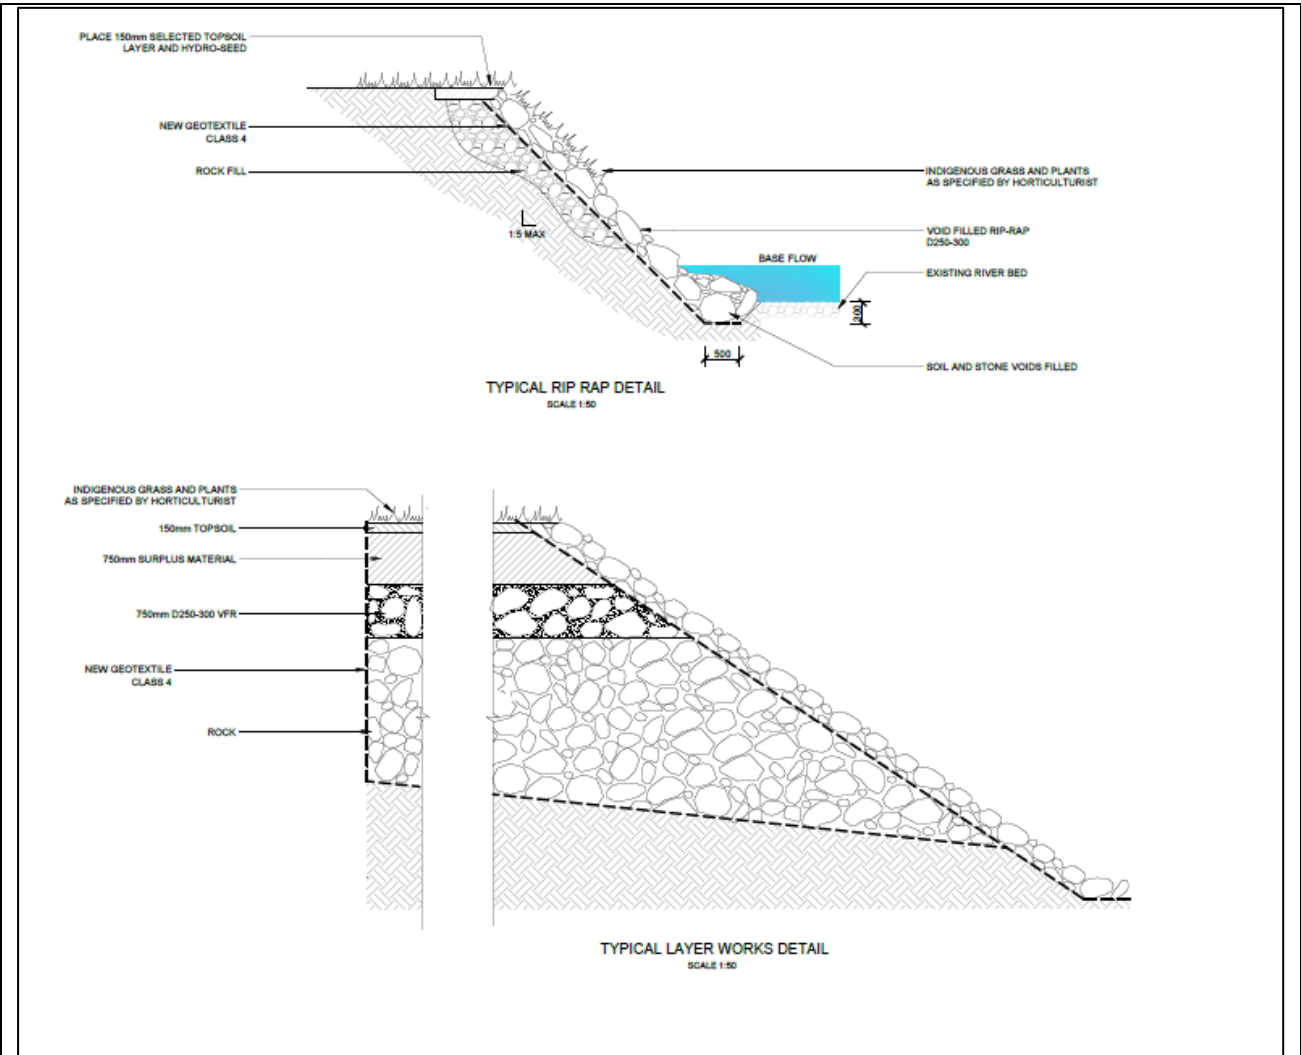 PLACE 150mm SELECTED TOPSOIL
LAYER AND HYDRO-SEED
NEW GEOTEXTILE
CLASS 4
ROCK FILL
1:5 MAX
INDIGENOUS GRASS AND PLANTS
AS SPECIFIED BY HORTICULTURIST
VOID FILLED RIP-RAP
D250-300
BASE FLOW
EXISTING RIVER BED
300
500
SOIL AND STONE VOIDS FILLED
TYPICAL RIP RAP DETAIL
SCALE 1:50
INDIGENOUS GRASS AND PLANTS
AS SPECIFIED BY HORTICULTURIST
150mm TOPSOIL
750mm SURPLUS MATERIAL
750mm D250-300 VFR
NEW GEOTEXTILE
CLASS 4
ROCK
TYPICAL LAYER WORKS DETAIL
SCALE 1:50